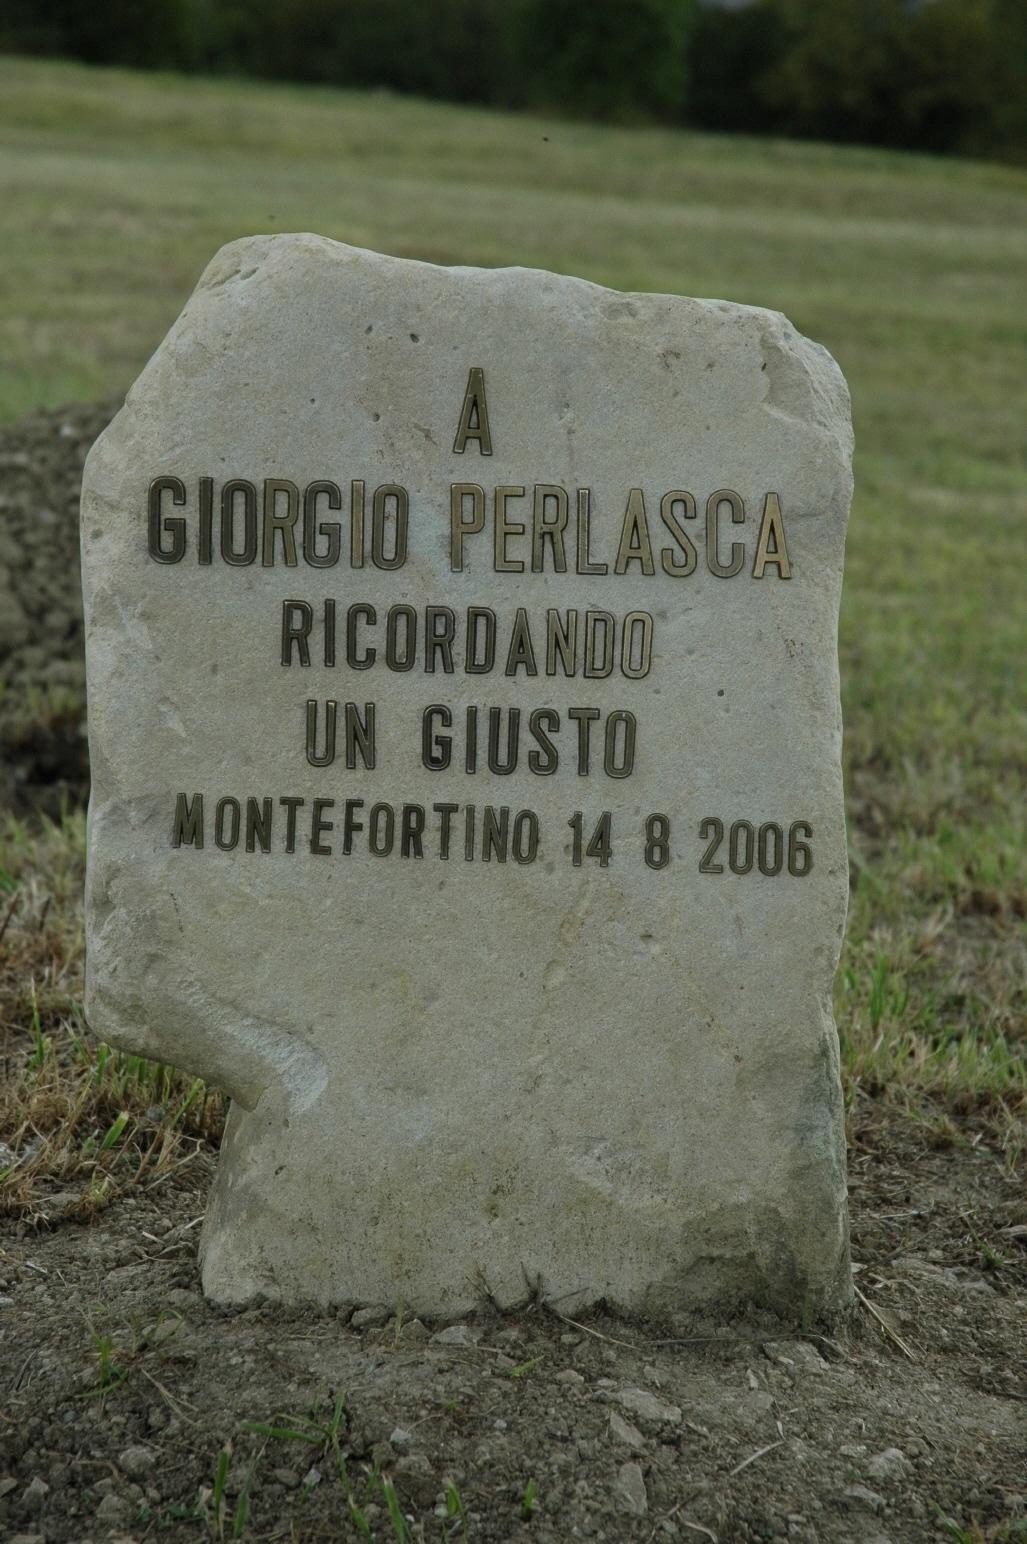 A
GIORGIO PERLASCA
RICORDANDO
UN GIUSTO
MONTEFORTINO 14 8 2006